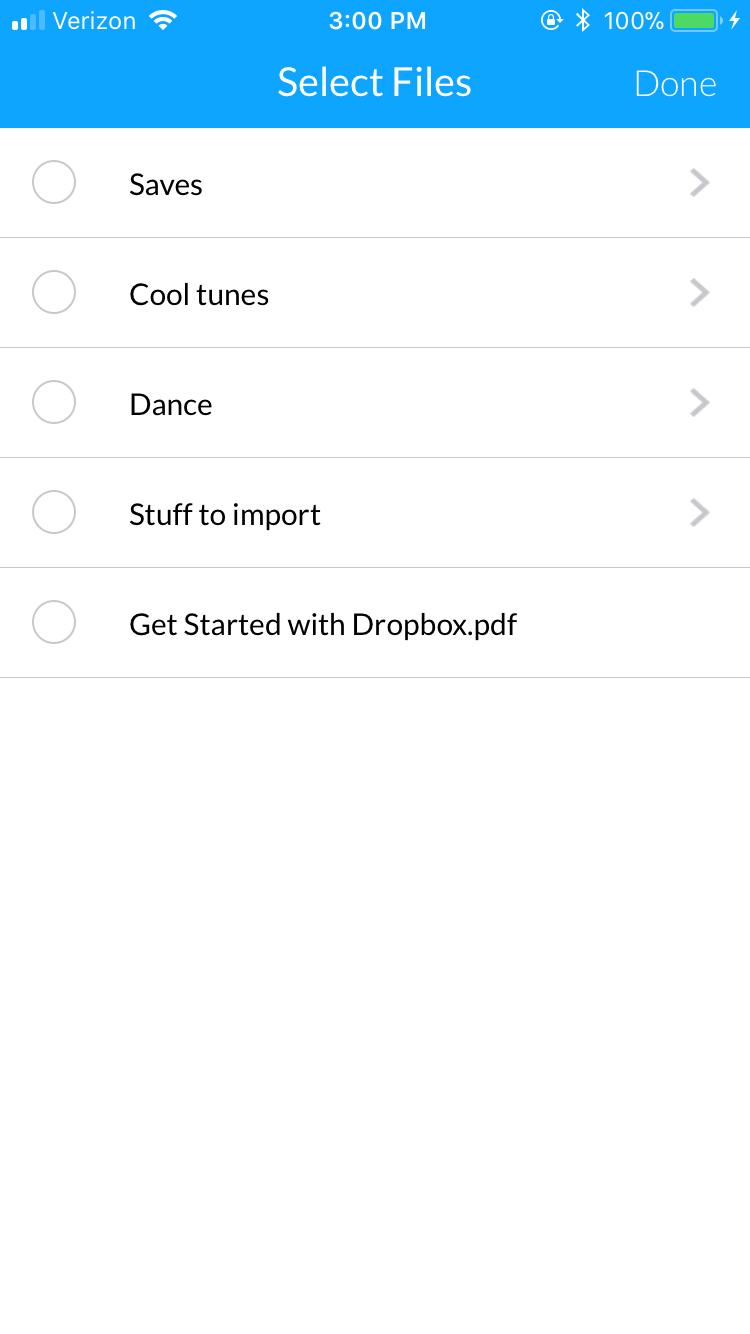 Verizon 3:00 PM 100%
Select Files Done
Saves
Cool tunes
Dance
Stuff to import
Get Started with Dropbox.pdf